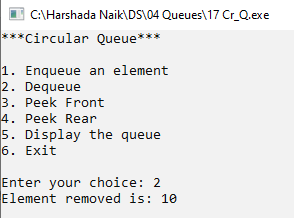 C:\Harshada Naik\DS\04 Queues\17 Cr_Q.exe
***Circular Queue***
1. Enqueue an element
2. Dequeue
3. Peek Front
4. Peek Rear
5. Display the queue
6. Exit
Enter your choice: 2
Element removed is: 10